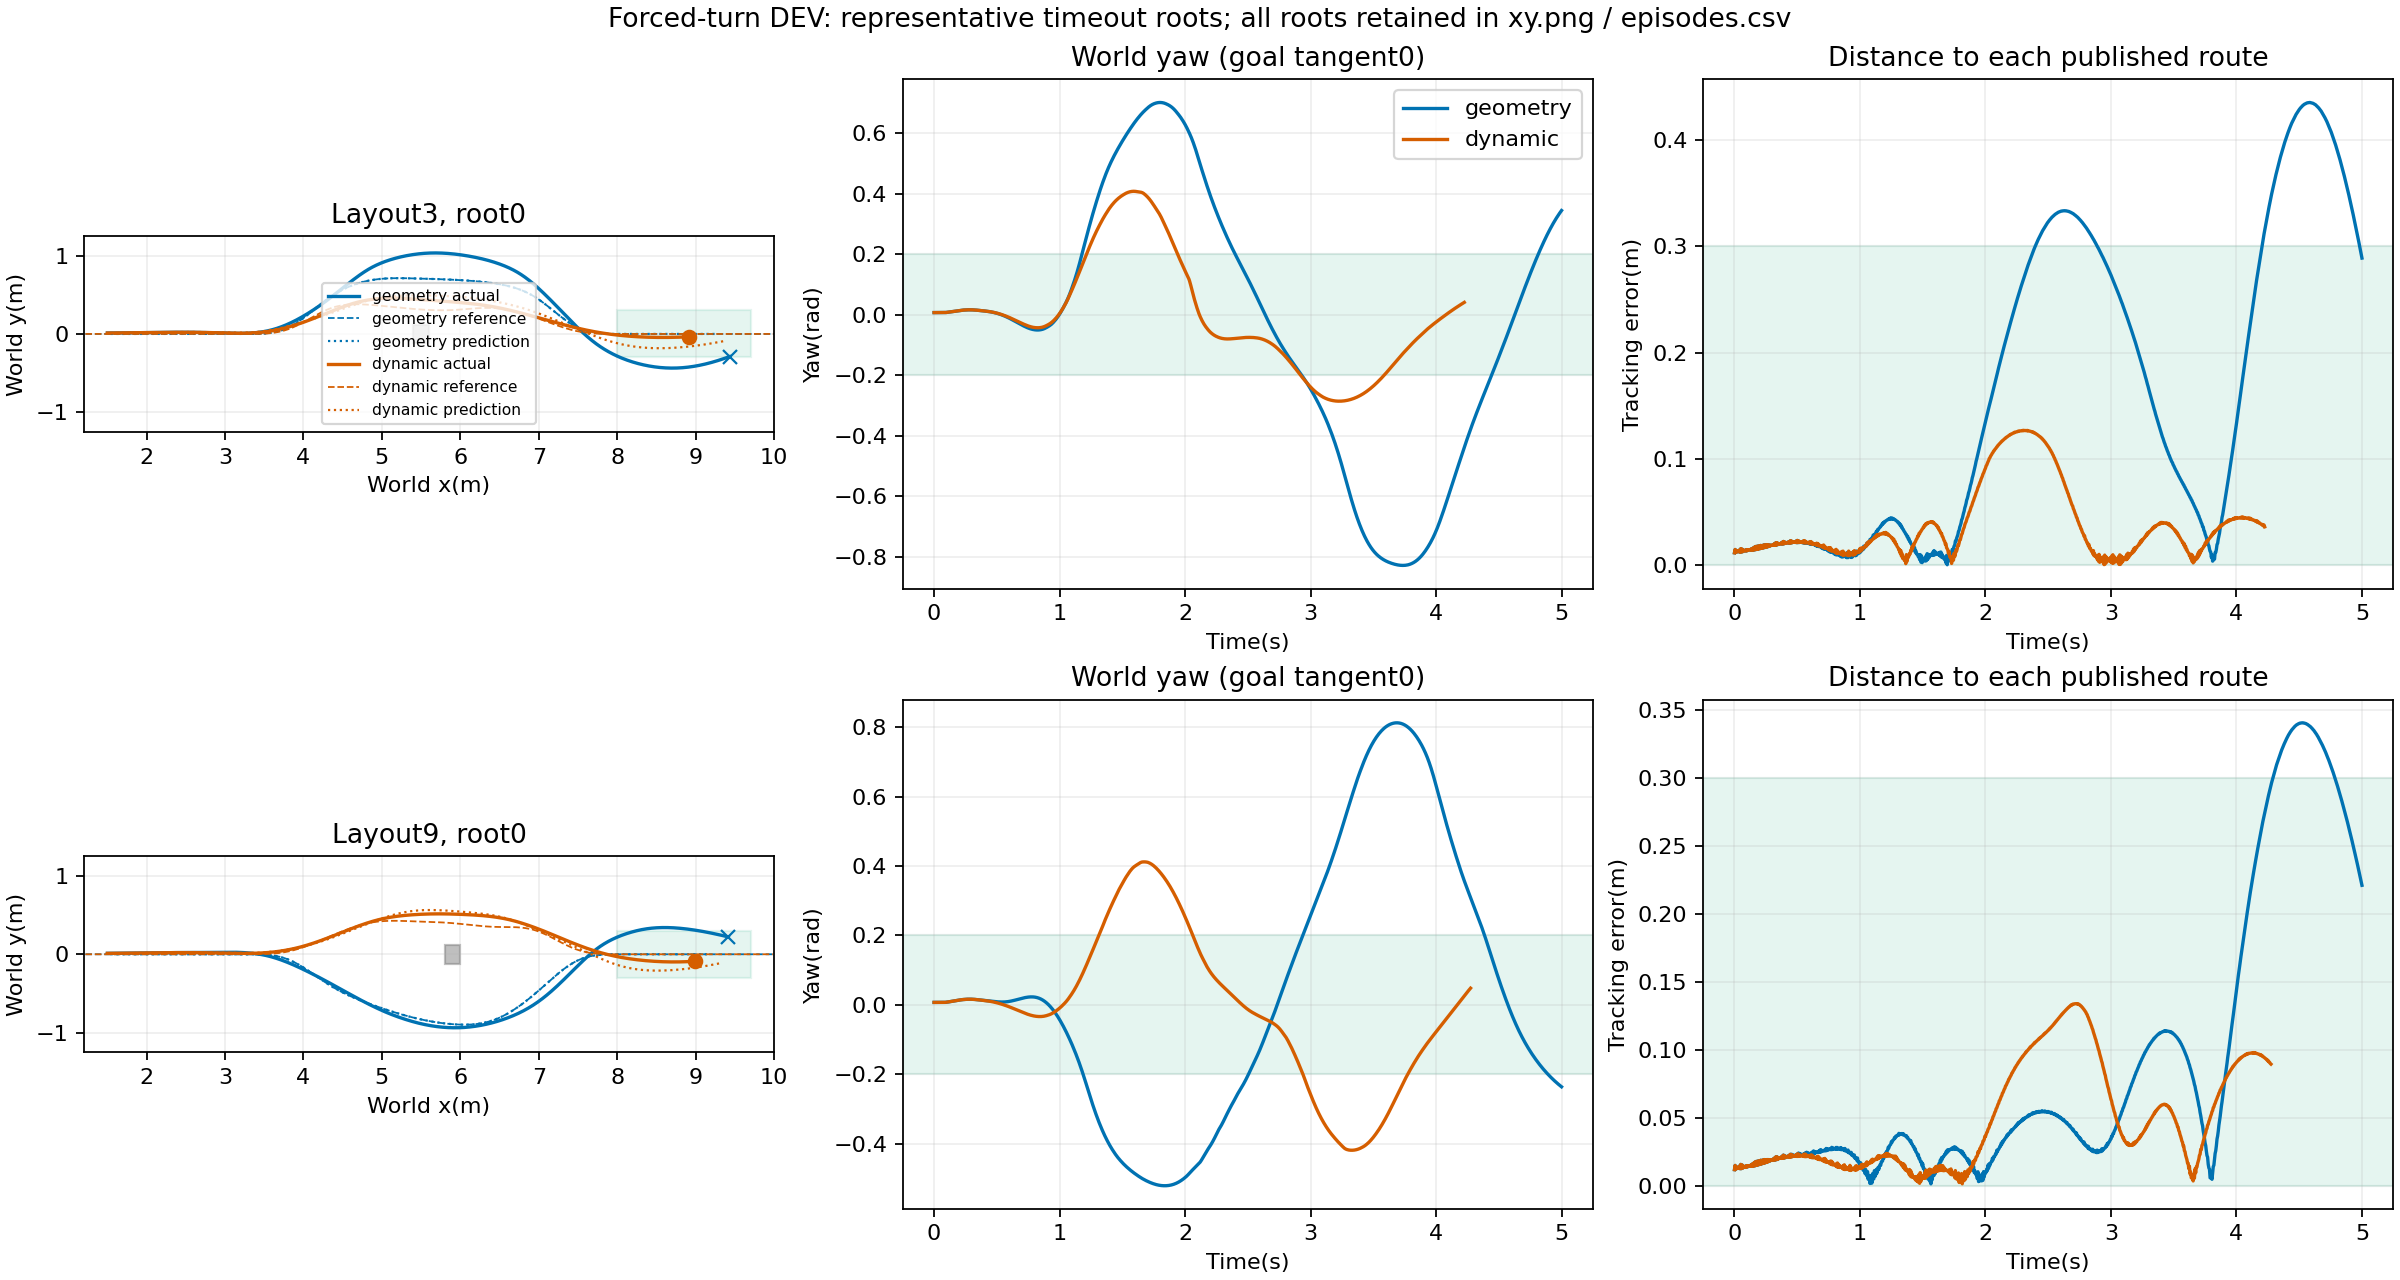 Forced-turn DEV: representative timeout roots; all roots retained in xy.png / episodes.csv
Layout3, root0
World y(m)
1
0
−1
geometry actual
geometry reference
geometry prediction
dynamic actual
dynamic reference
dynamic prediction
2 3 4 5 6 7 8 9 10
World x(m)
World yaw (goal tangent0)
Yaw(rad)
0.6
0.4
0.2
0.0
−0.2
−0.4
−0.6
−0.8
geometry
dynamic
0 1 2 3 4 5
Time(s)
Distance to each published route
Tracking error(m)
0.4
0.3
0.2
0.1
0.0
0 1 2 3 4 5
Time(s)
Layout9, root0
World y(m)
1
0
−1
2 3 4 5 6 7 8 9 10
World x(m)
World yaw (goal tangent0)
Yaw(rad)
0.8
0.6
0.4
0.2
0.0
−0.2
−0.4
0 1 2 3 4 5
Time(s)
Distance to each published route
Tracking error(m)
0.35
0.30
0.25
0.20
0.15
0.10
0.05
0.00
0 1 2 3 4 5
Time(s)